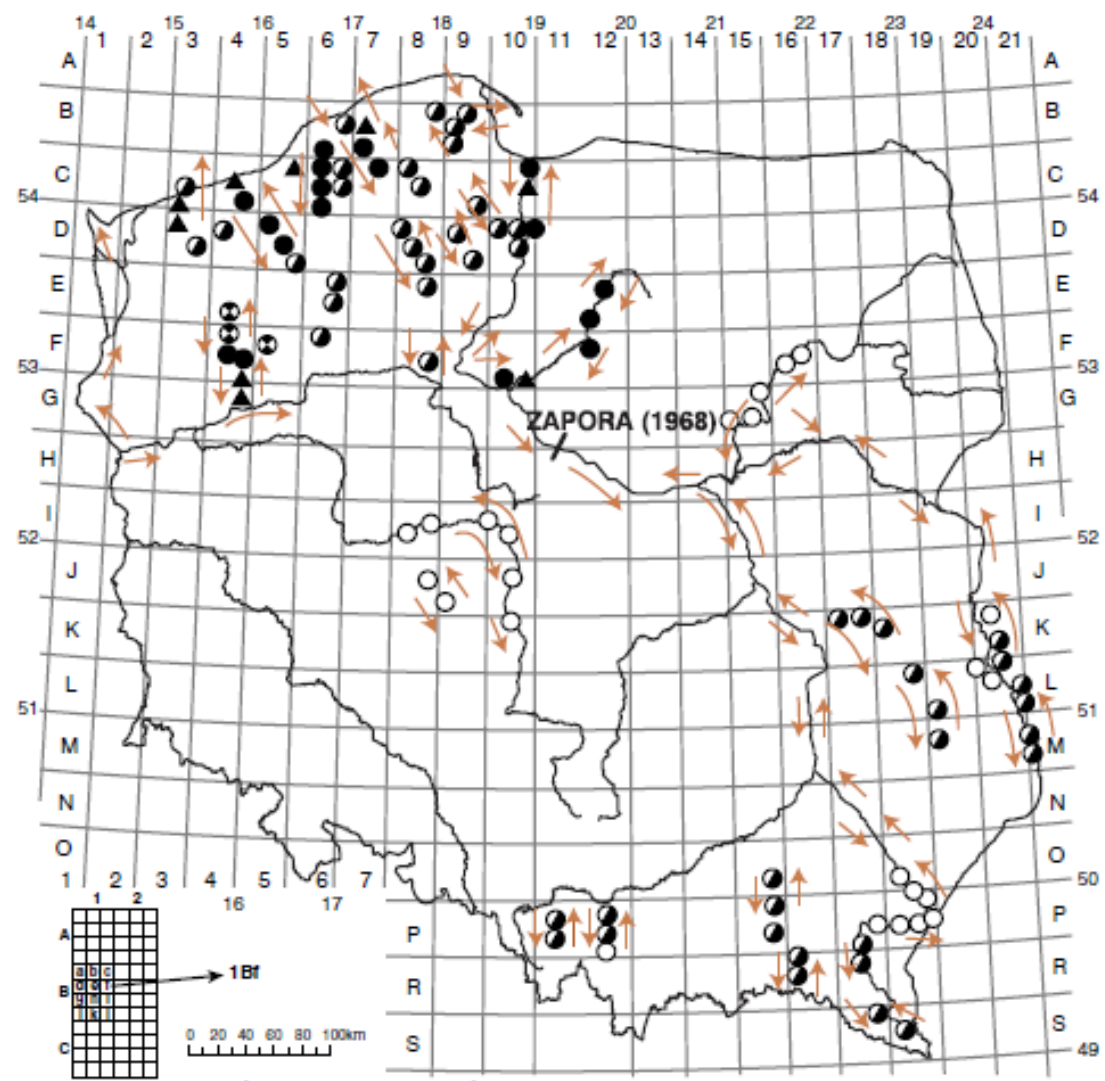 14 15 16 17 18 19 20 21 22 23 24
1 2 3 4 5 6 7 8 9 10 11 12 13 14 15 16 17 18 19 20 21
A A
B B
C C
54 54
D D
E E
F F
53 53
G G
ZAPORA (1968)
H H
I I
52 52
J J
K K
L L
51 51
M M
N N
O O
1 2 3 4 5 6 7
50
16 17
1 2
P P
A
a b c
1Bf
B
R R
C
0 20 40 60 80 100km
S S
49